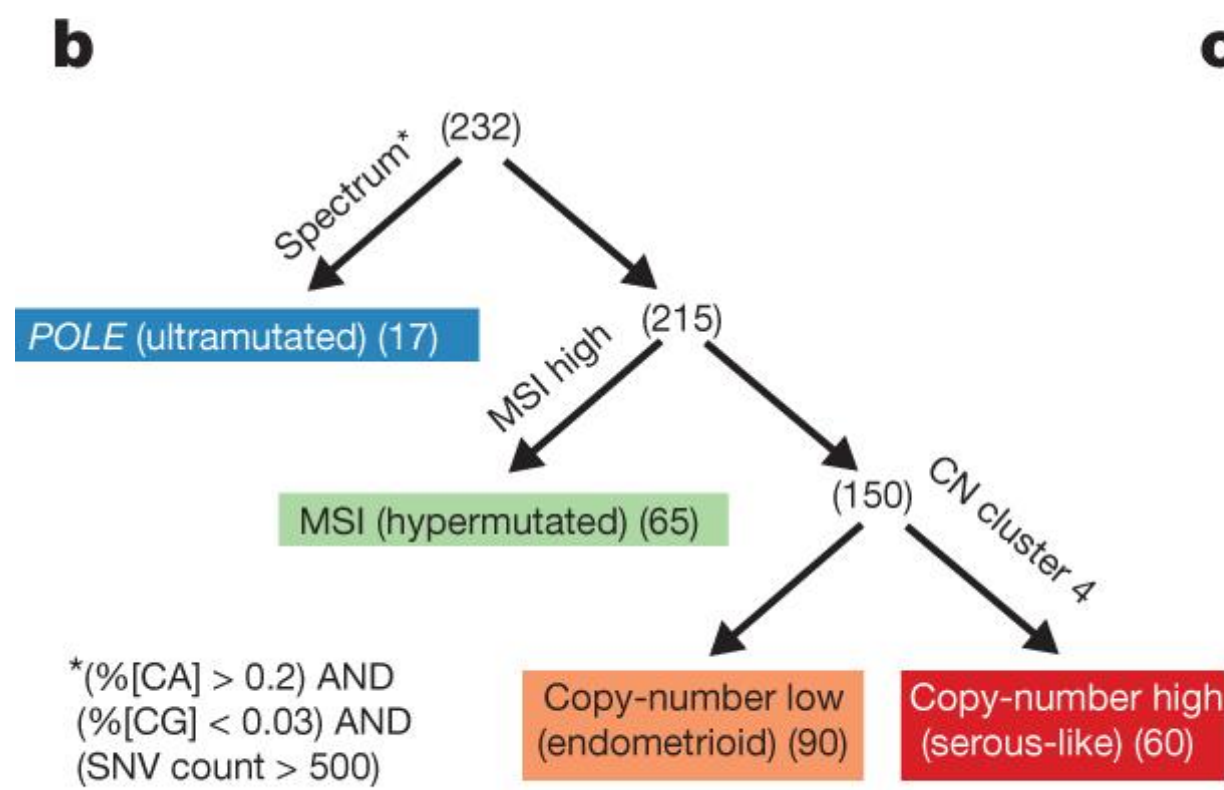 b
(232)
Spectrum*
POLE (ultramutated) (17)
(215)
MSI high
MSI (hypermutated) (65)
(150)
CN cluster 4
Copy-number low
(endometrioid) (90)
Copy-number high
(serous-like) (60)
*(%[CA] > 0.2) AND
(%[CG] < 0.03) AND
(SNV count > 500)